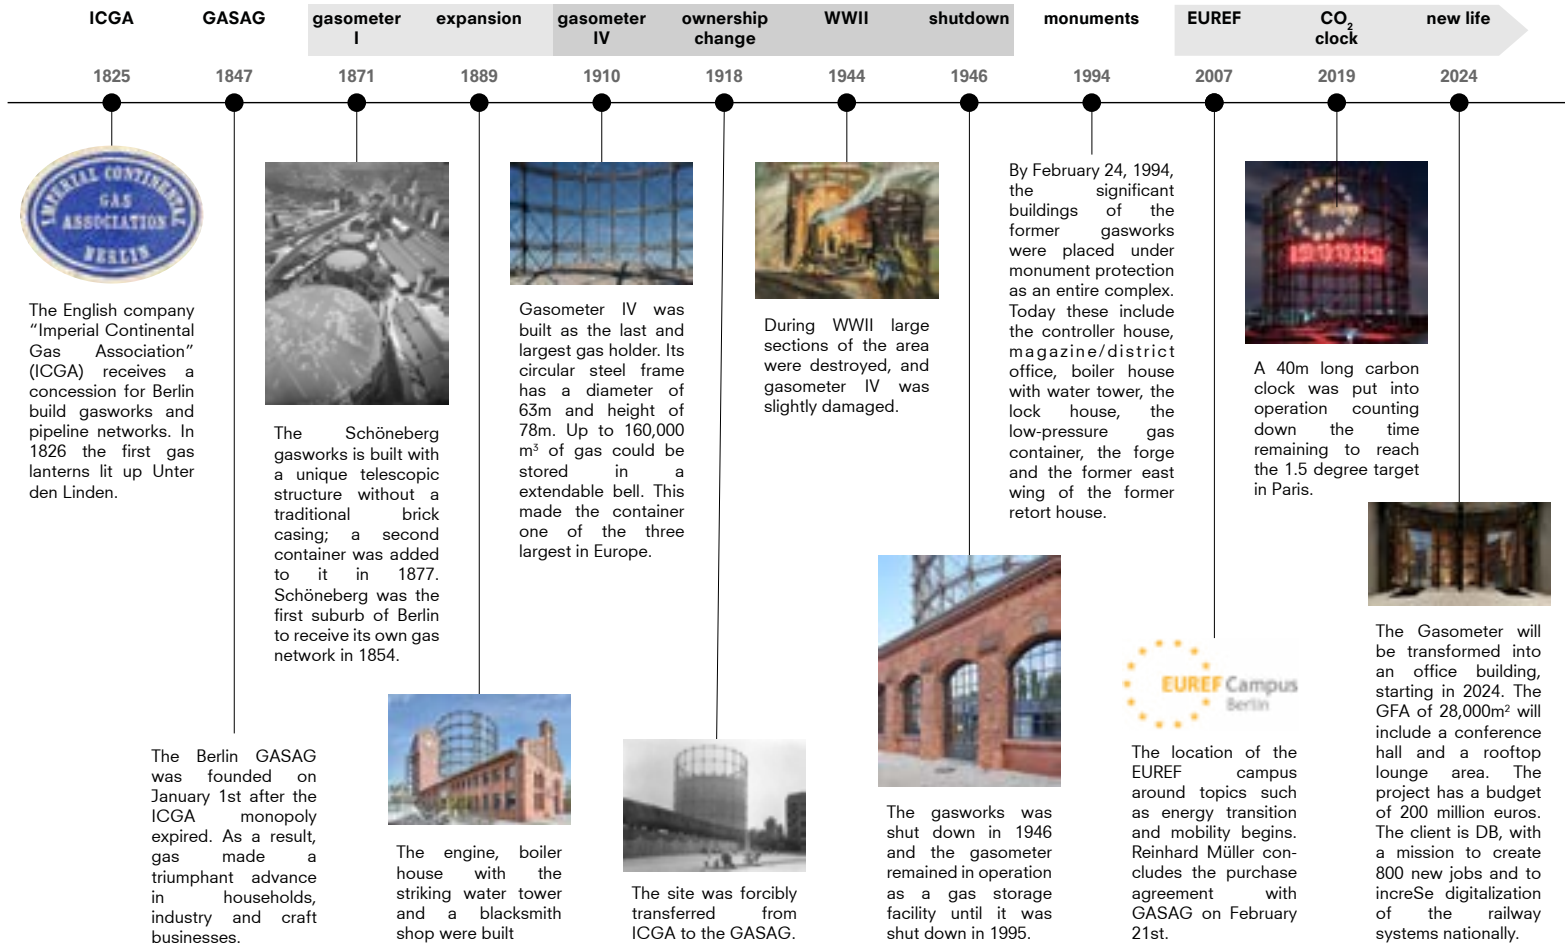 ICGA
GASAG
gasometer
I
expansion
gasometer
IV
ownership
change
WWII
shutdown
monuments
EUREF
CO2
clock
new life
1825
1847
1871
1889
1910
1918
1944
1946
1994
2007
2019
2024
IMPERIAL CONTINENTAL
GAS
ASSOCIATION
BERLIN
The English company
“Imperial Continental
Gas Association”
(ICGA) receives a
concession for Berlin
build gasworks and
pipeline networks. In
1826 the first gas
lanterns lit up Unter
den Linden.
The Berlin GASAG
was founded on
January 1st after the
ICGA monopoly
expired. As a result,
gas made a
triumphant advance
in households,
industry and craft
businesses.
The Schöneberg
gasworks is built with
a unique telescopic
structure without a
traditional brick
casing; a second
container was added
to it in 1877.
Schöneberg was the
first suburb of Berlin
to receive its own gas
network in 1854.
The engine, boiler
house with the
striking water tower
and a blacksmith
shop were built
Gasometer IV was
built as the last and
largest gas holder. Its
circular steel frame
has a diameter of
63m and height of
78m. Up to 160,000
m³ of gas could be
stored in a
extendable bell. This
made the container
one of the three
largest in Europe.
The site was forcibly
transferred from
ICGA to the GASAG.
During WWII large
sections of the area
were destroyed, and
gasometer IV was
slightly damaged.
The gasworks was
shut down in 1946
and the gasometer
remained in operation
as a gas storage
facility until it was
shut down in 1995.
By February 24, 1994,
the significant
buildings of the
former gasworks
were placed under
monument protection
as an entire complex.
Today these include
the controller house,
magazine/district
office, boiler house
with water tower, the
lock house, the
low-pressure gas
container, the forge
and the former east
wing of the former
retort house.
EUREF Campus
Berlin
The location of the
EUREF campus
around topics such
as energy transition
and mobility begins.
Reinhard Müller con-
cludes the purchase
agreement with
GASAG on February
21st.
A 40m long carbon
clock was put into
operation counting
down the time
remaining to reach
the 1.5 degree target
in Paris.
The Gasometer will
be transformed into
an office building,
starting in 2024. The
GFA of 28,000m² will
include a conference
hall and a rooftop
lounge area. The
project has a budget
of 200 million euros.
The client is DB, with
a mission to create
800 new jobs and to
increSe digitalization
of the railway
systems nationally.